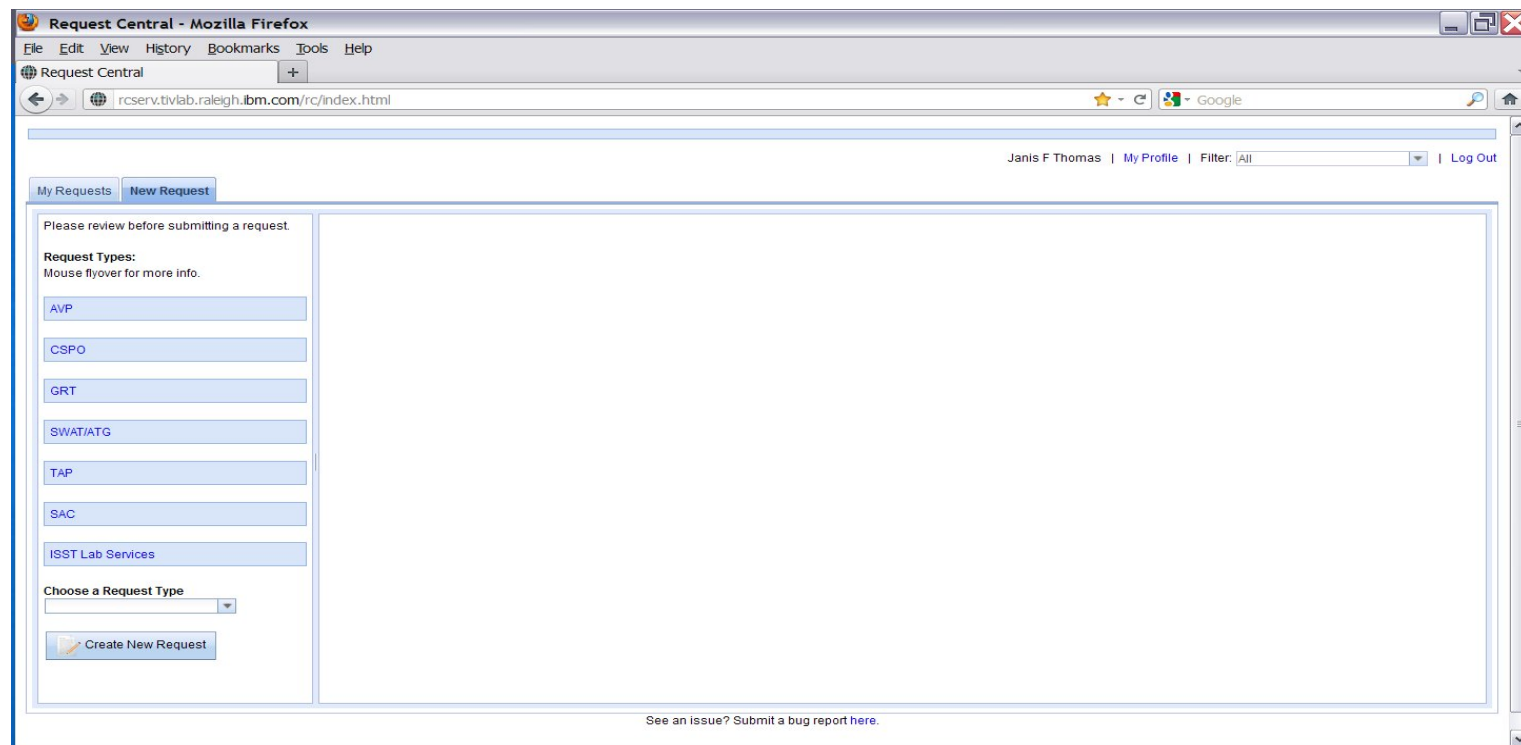 Request Central - Mozilla Firefox
File Edit View History Bookmarks Tools Help
Request Central +
rcserv.tivlab.raleigh.ibm.com/rc/index.html Google
Janis F Thomas | My Profile | Filter: All | Log Out
My Requests New Request
Please review before submitting a request.
Request Types:
Mouse flyover for more info.
AVP
CSPO
GRT
SWAT/ATG
TAP
SAC
ISST Lab Services
Choose a Request Type
Create New Request
See an issue? Submit a bug report here.